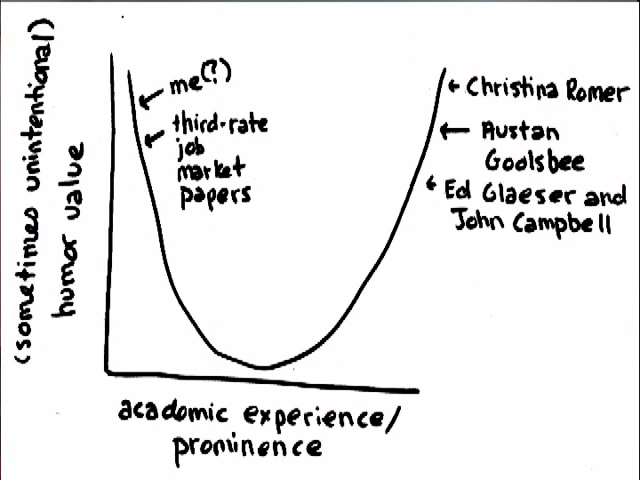 (sometimes unintentional)
humor value
me(?)
third-rate
job
market
papers
Christina Romer
Austan
Goolsbee
Ed Glaeser and
John Campbell
academic experience/
prominence